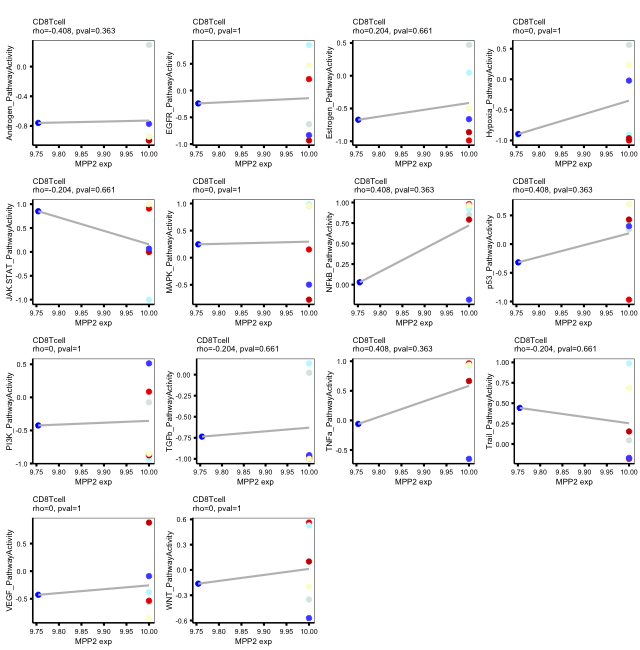 CD8Tcell
rho=-0.408, pval=0.363
Androgen_PathwayActivity
0.0
-0.4
-0.8
9.75 9.80 9.85 9.90 9.95 10.00
MPP2 exp
CD8Tcell
rho=0, pval=1
EGFR_PathwayActivity
0.5
0.0
-0.5
-1.0
9.75 9.80 9.85 9.90 9.95 10.00
MPP2 exp
CD8Tcell
rho=0.204, pval=0.661
Estrogen_PathwayActivity
0.5
0.0
-0.5
-1.0
9.75 9.80 9.85 9.90 9.95 10.00
MPP2 exp
CD8Tcell
rho=0, pval=1
Hypoxia_PathwayActivity
0.5
0.0
-0.5
-1.0
9.75 9.80 9.85 9.90 9.95 10.00
MPP2 exp
CD8Tcell
rho=-0.204, pval=0.661
JAK-STAT_PathwayActivity
1.0
0.5
0.0
-0.5
-1.0
9.75 9.80 9.85 9.90 9.95 10.00
MPP2 exp
CD8Tcell
rho=0, pval=1
MAPK_PathwayActivity
1.0
0.5
0.0
-0.5
9.75 9.80 9.85 9.90 9.95 10.00
MPP2 exp
CD8Tcell
rho=0.408, pval=0.363
NFkB_PathwayActivity
1.00
0.75
0.50
0.25
0.00
9.75 9.80 9.85 9.90 9.95 10.00
MPP2 exp
CD8Tcell
rho=0.408, pval=0.363
p53_PathwayActivity
0.5
0.0
-0.5
-1.0
9.75 9.80 9.85 9.90 9.95 10.00
MPP2 exp
CD8Tcell
rho=0, pval=1
PI3K_PathwayActivity
0.5
0.0
-0.5
-1.0
9.75 9.80 9.85 9.90 9.95 10.00
MPP2 exp
CD8Tcell
rho=-0.204, pval=0.661
TGFb_PathwayActivity
0.00
-0.25
-0.50
-0.75
-1.00
9.75 9.80 9.85 9.90 9.95 10.00
MPP2 exp
CD8Tcell
rho=0.408, pval=0.363
TNFa_PathwayActivity
1.0
0.5
0.0
-0.5
9.75 9.80 9.85 9.90 9.95 10.00
MPP2 exp
CD8Tcell
rho=-0.204, pval=0.661
Trail_PathwayActivity
1.00
0.75
0.50
0.25
0.00
9.75 9.80 9.85 9.90 9.95 10.00
MPP2 exp
CD8Tcell
rho=0, pval=1
VEGF_PathwayActivity
0.5
0.0
-0.5
9.75 9.80 9.85 9.90 9.95 10.00
MPP2 exp
CD8Tcell
rho=0, pval=1
WNT_PathwayActivity
0.6
0.3
0.0
-0.3
-0.6
9.75 9.80 9.85 9.90 9.95 10.00
MPP2 exp